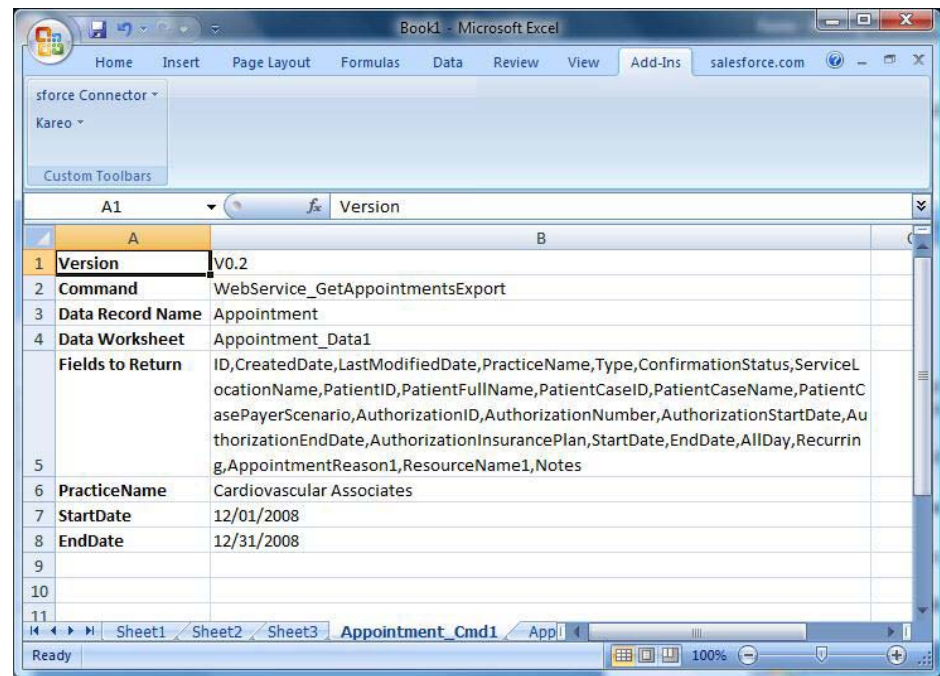 Book1 - Microsoft Excel
Home Insert Page Layout Formulas Data Review View Add-Ins salesforce.com
sforce Connector
Kareo
Custom Toolbars
A1 fx Version
A B C
1 Version V0.2
2 Command WebService_GetAppointmentsExport
3 Data Record Name Appointment
4 Data Worksheet Appointment_Data1
Fields to Return ID,CreatedDate,LastModifiedDate,PracticeName,Type,ConfirmationStatus,ServiceL
ocationName,PatientID,PatientFullName,PatientCaseID,PatientCaseName,PatientC
asePayerScenario,AuthorizationID,AuthorizationNumber,AuthorizationStartDate,Au
thorizationEndDate,AuthorizationInsurancePlan,StartDate,EndDate,AllDay,Recurrin
5 g,AppointmentReason1,ResourceName1,Notes
6 PracticeName Cardiovascular Associates
7 StartDate 12/01/2008
8 EndDate 12/31/2008
9
10
11
Sheet1 Sheet2 Sheet3 Appointment_Cmd1 App
Ready 100%